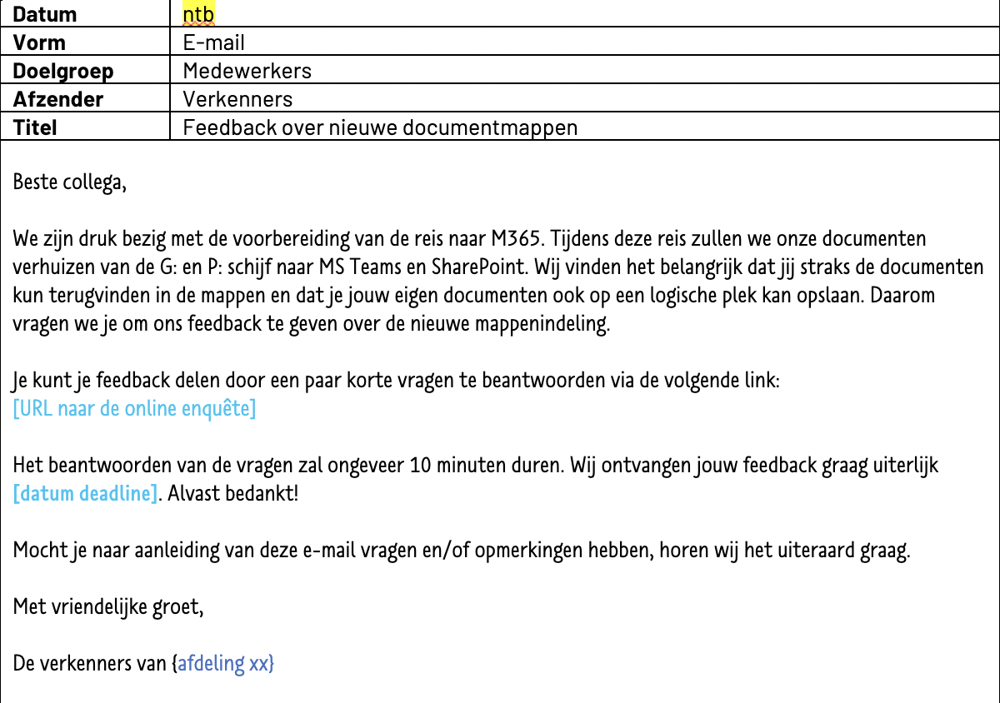 Datum ntb
Vorm E-mail
Doelgroep Medewerkers
Afzender Verkenners
Titel Feedback over nieuwe documentmappen
Beste collega,
We zijn druk bezig met de voorbereiding van de reis naar M365. Tijdens deze reis zullen we onze documenten
verhuizen van de G: en P: schijf naar MS Teams en SharePoint. Wij vinden het belangrijk dat jij straks de documenten
kun terugvinden in de mappen en dat je jouw eigen documenten ook op een logische plek kan opslaan. Daarom
vragen we je om ons feedback te geven over de nieuwe mappenindeling.
Je kunt je feedback delen door een paar korte vragen te beantwoorden via de volgende link:
[URL naar de online enquête]
Het beantwoorden van de vragen zal ongeveer 10 minuten duren. Wij ontvangen jouw feedback graag uiterlijk
[datum deadline]. Alvast bedankt!
Mocht je naar aanleiding van deze e-mail vragen en/of opmerkingen hebben, horen wij het uiteraard graag.
Met vriendelijke groet,
De verkenners van {afdeling xx}